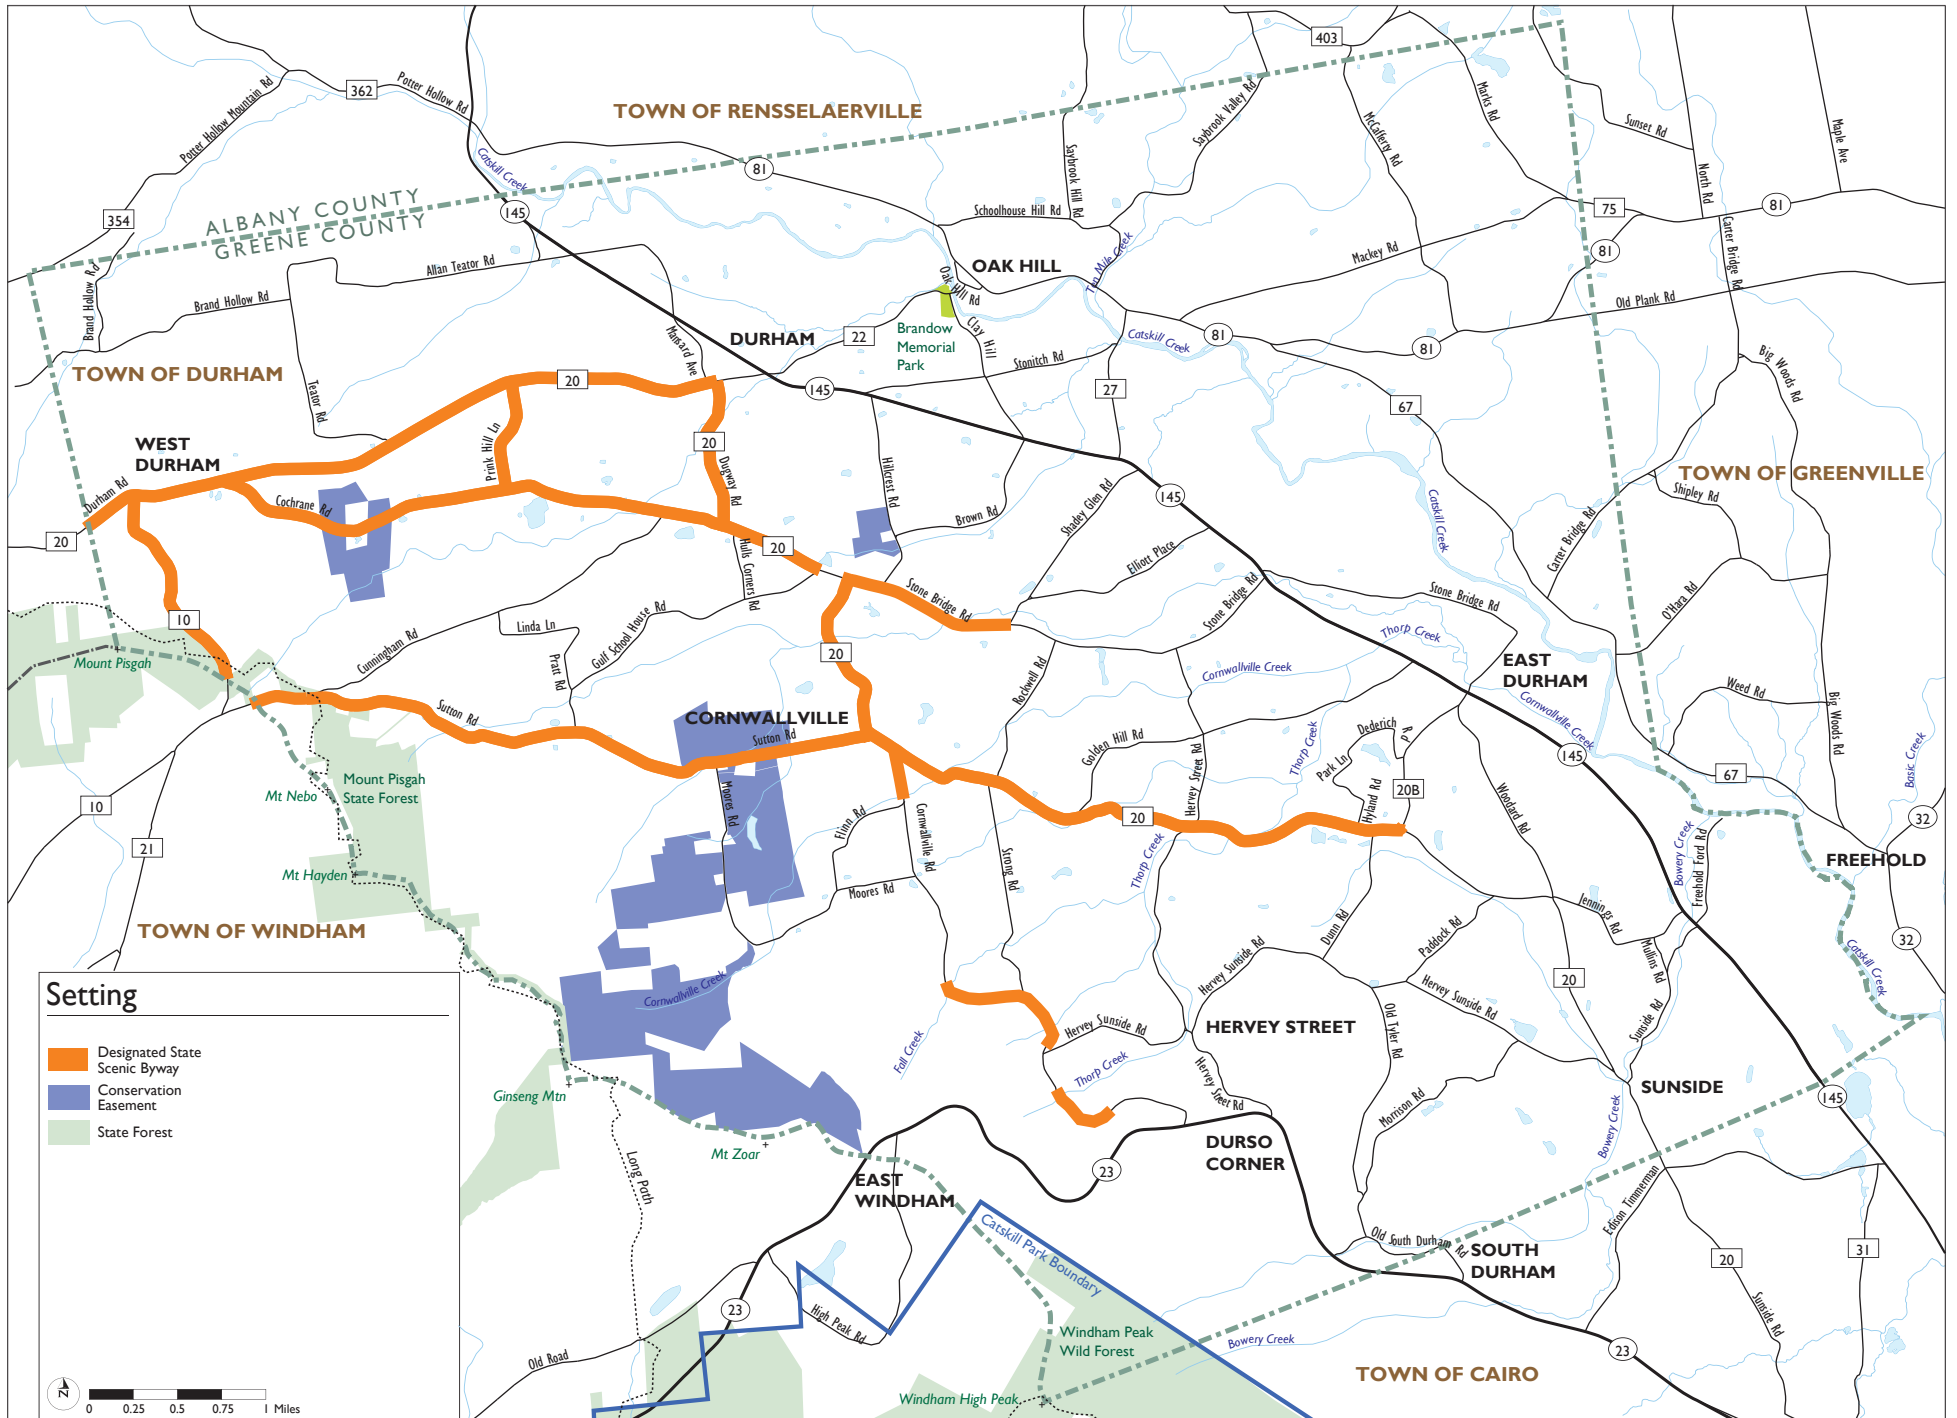 403
362
Potter Hollow Rd
Potter Hollow Mountain Rd
TOWN OF RENSSELAERVILLE
Saybrook Valley Rd
Marks Rd
McCafferty Rd
Sunset Rd
Maple Ave
Catskill Creek
81
Saybrook Hill Rd
North Rd
354
ALBANY COUNTY
GREENE COUNTY
145
Schoolhouse Hill Rd
75
81
Carter Bridge Rd
Ten Mile Creek
Mackey Rd
81
Brand Hollow Rd
Allan Teator Rd
OAK HILL
Oak Hill Rd
Brand Hollow Rd
Old Plank Rd
Brandow
Memorial
Park
Clay Hill
22
DURHAM
Mansard Ave
Catskill Creek
81
81
Stonitch Rd
Big Woods Rd
TOWN OF DURHAM
20
145
27
67
Teator Rd
WEST
DURHAM
Prink Hill Ln
20
Dugway Rd
Hillcrest Rd
TOWN OF GREENVILLE
Durham Rd
Cochrane Rd
Shadey Glen Rd
145
Shipley Rd
Catskill Creek
Brown Rd
Carter Bridge Rd
20
20
Hulls Corners Rd
Elliott Place
Stone Bridge Rd
Stone Bridge Rd
Stone Bridge Rd
O'Hara Rd
10
Linda Ln
Gulf School House Rd
Cunningham Rd
Pratt Rd
20
Thorp Creek
Mount Pisgah
Rockwell Rd
Cornwallville Creek
EAST
DURHAM
Weed Rd
Big Woods Rd
Sutton Rd
CORNWALLVILLE
Sutton Rd
Cornwallville Creek
Golden Hill Rd
Hervey Street Rd
Thorp Creek
Dederich Rd
Park Ln
145
Basic Creek
67
Mount Pisgah
State Forest
Mt Nebo
Moores Rd
Flinn Rd
Cornwallville Rd
20
Hyland Rd
20B
Woodard Rd
10
21
32
Bowery Creek
Freehold Ford Rd
FREEHOLD
Mt Hayden
Moores Rd
Strong Rd
Thorp Creek
Jennings Rd
TOWN OF WINDHAM
Dunn Rd
Paddock Rd
Mullins Rd
32
Hervey Sunside Rd
Hervey Sunside Rd
20
Catskill Creek
Cornwallville Creek
Setting
Designated State
Scenic Byway
Conservation
Easement
State Forest
Hervey Sunside Rd
HERVEY STREET
Old Tyler Rd
Sunside Rd
Fall Creek
Thorp Creek
Hervey Street Rd
SUNSIDE
145
Ginseng Mtn
Morrison Rd
Bowery Creek
Mt Zoar
DURSO
CORNER
23
Long Path
EAST
WINDHAM
Edison Timmerman
Catskill Park Boundary
Old South Durham Rd
SOUTH
DURHAM
20
31
23
High Peak Rd
Sunside Rd
Windham Peak
Wild Forest
Bowery Creek
23
Old Road
TOWN OF CAIRO
Windham High Peak
N
0 0.25 0.5 0.75 1 Miles